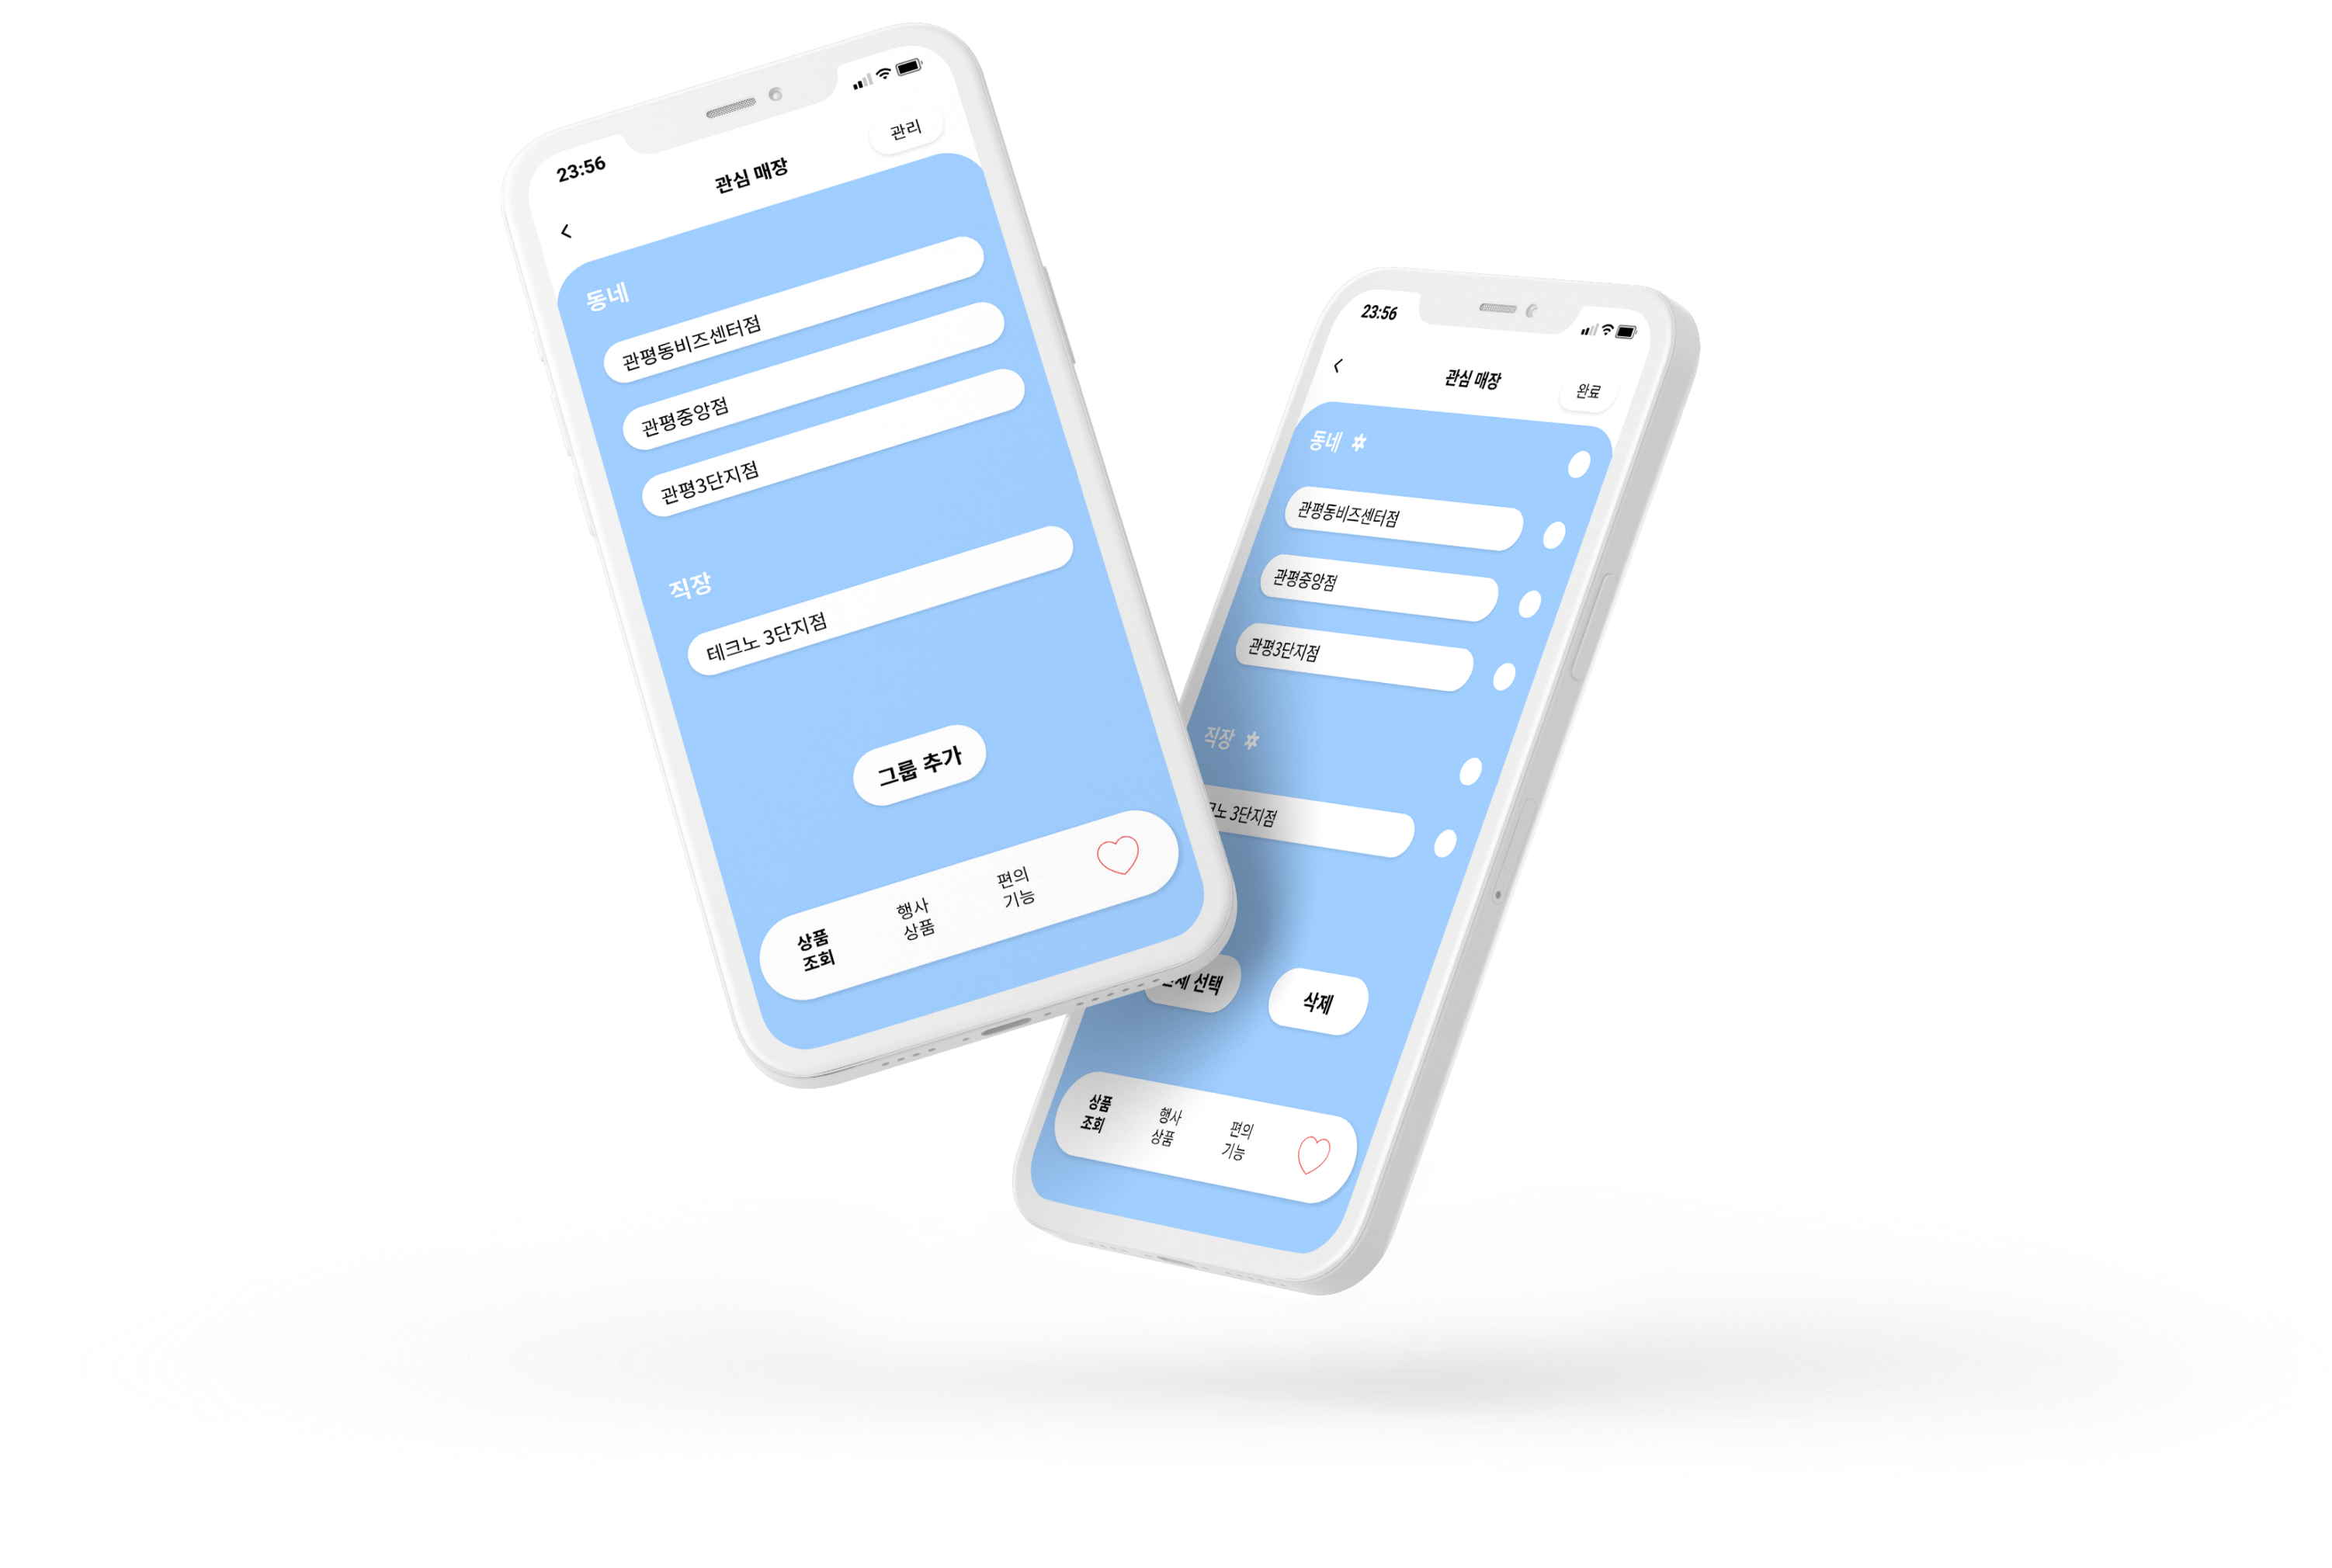 23:56
관리
관심 매장
동네
관평동비즈센터점
관평중앙점
관평3단지점
직장
테크노 3단지점
그룹 추가
상품
조회
행사
상품
편의
기능
23:56
관심 매장
완료
동네
관평동비즈센터점
관평중앙점
관평3단지점
직장
3단지점
선택
삭제
상품
조회
행사
상품
편의
기능